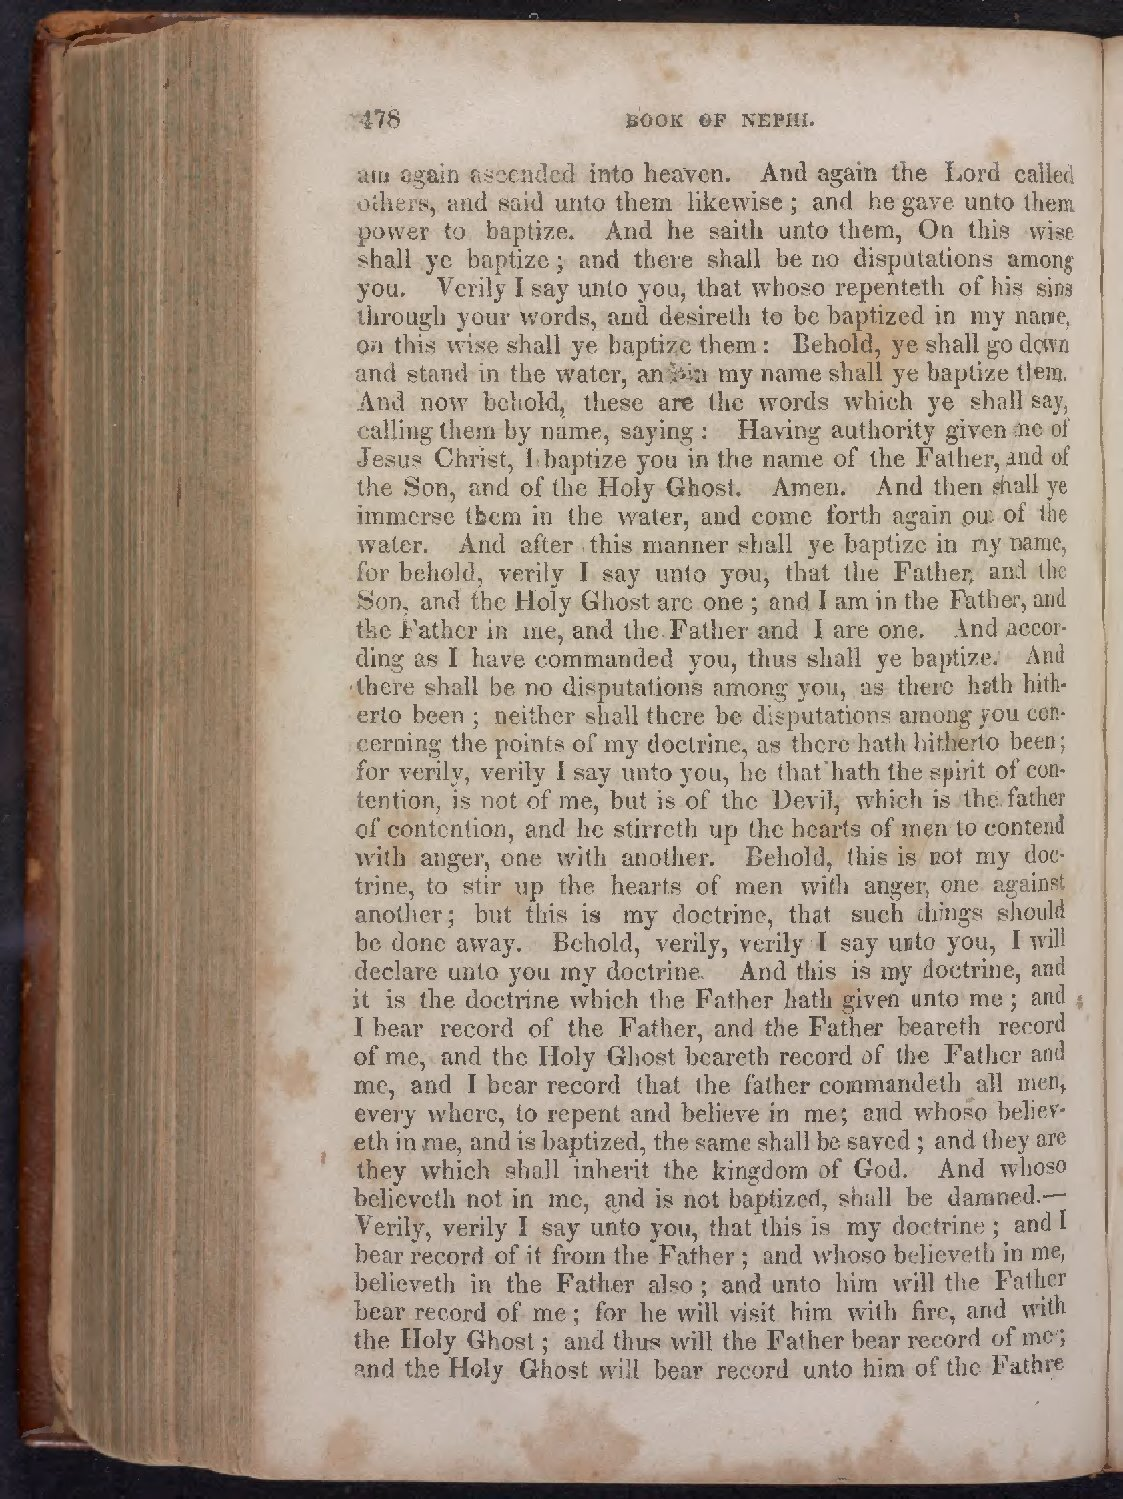 478 BOOK OF NEPHI.
am again ascended into heaven. And again the Lord called
others, and said unto them likewise; and he gave unto them
power to baptize. And he saith unto them, On this wise
shall ye baptize; and there shall be no disputations among
you. Verily I say unto you, that whoso repenteth of his sins
through your words, and desireth to be baptized in my name,
on this wise shall ye baptize them: Behold, ye shall go down
and stand in the water, an in my name shall ye baptize them.
And now behold, these are the words which ye shall say,
calling them by name, saying: Having authority given me of
Jesus Christ, I baptize you in the name of the Father, and of
the Son, and of the Holy Ghost. Amen. And then shall ye
immerse them in the water, and come forth again out of the
water. And after this manner shall ye baptize in my name,
for behold, verily I say unto you, that the Father, and the
Son, and the Holy Ghost are one; and I am in the Father, and
the Father in me, and the Father and I are one. And accor-
ding as I have commanded you, thus shall ye baptize. And
there shall be no disputations among you, as there hath hith-
erto been; neither shall there be disputations among you con-
cerning the points of my doctrine, as there hath hitherto been;
for verily, verily I say unto you, he that hath the spirit of con-
tention, is not of me, but is of the Devil, which is the father
of contention, and he stirreth up the hearts of men to contend
with anger, one with another. Behold, this is not my doc-
trine, to stir up the hearts of men with anger, one against
another; but this is my doctrine, that such things should
be done away. Behold, verily, verily I say unto you, I will
declare unto you my doctrine. And this is my doctrine, and
it is the doctrine which the Father hath given unto me; and
I bear record of the Father, and the Father beareth record
of me, and the Holy Ghost beareth record of the Father and
me, and I bear record that the father commandeth all men,
every where, to repent and believe in me; and whoso believ-
eth in me, and is baptized, the same shall be saved; and they are
they which shall inherit the kingdom of God. And whoso
believeth not in me, and is not baptized, shall be damned.—
Verily, verily I say unto you, that this is my doctrine; and I
bear record of it from the Father; and whoso believeth in me,
believeth in the Father also; and unto him will the Father
bear record of me; for he will visit him with fire, and with
the Holy Ghost; and thus will the Father bear record of me;
and the Holy Ghost will bear record unto him of the Fathre